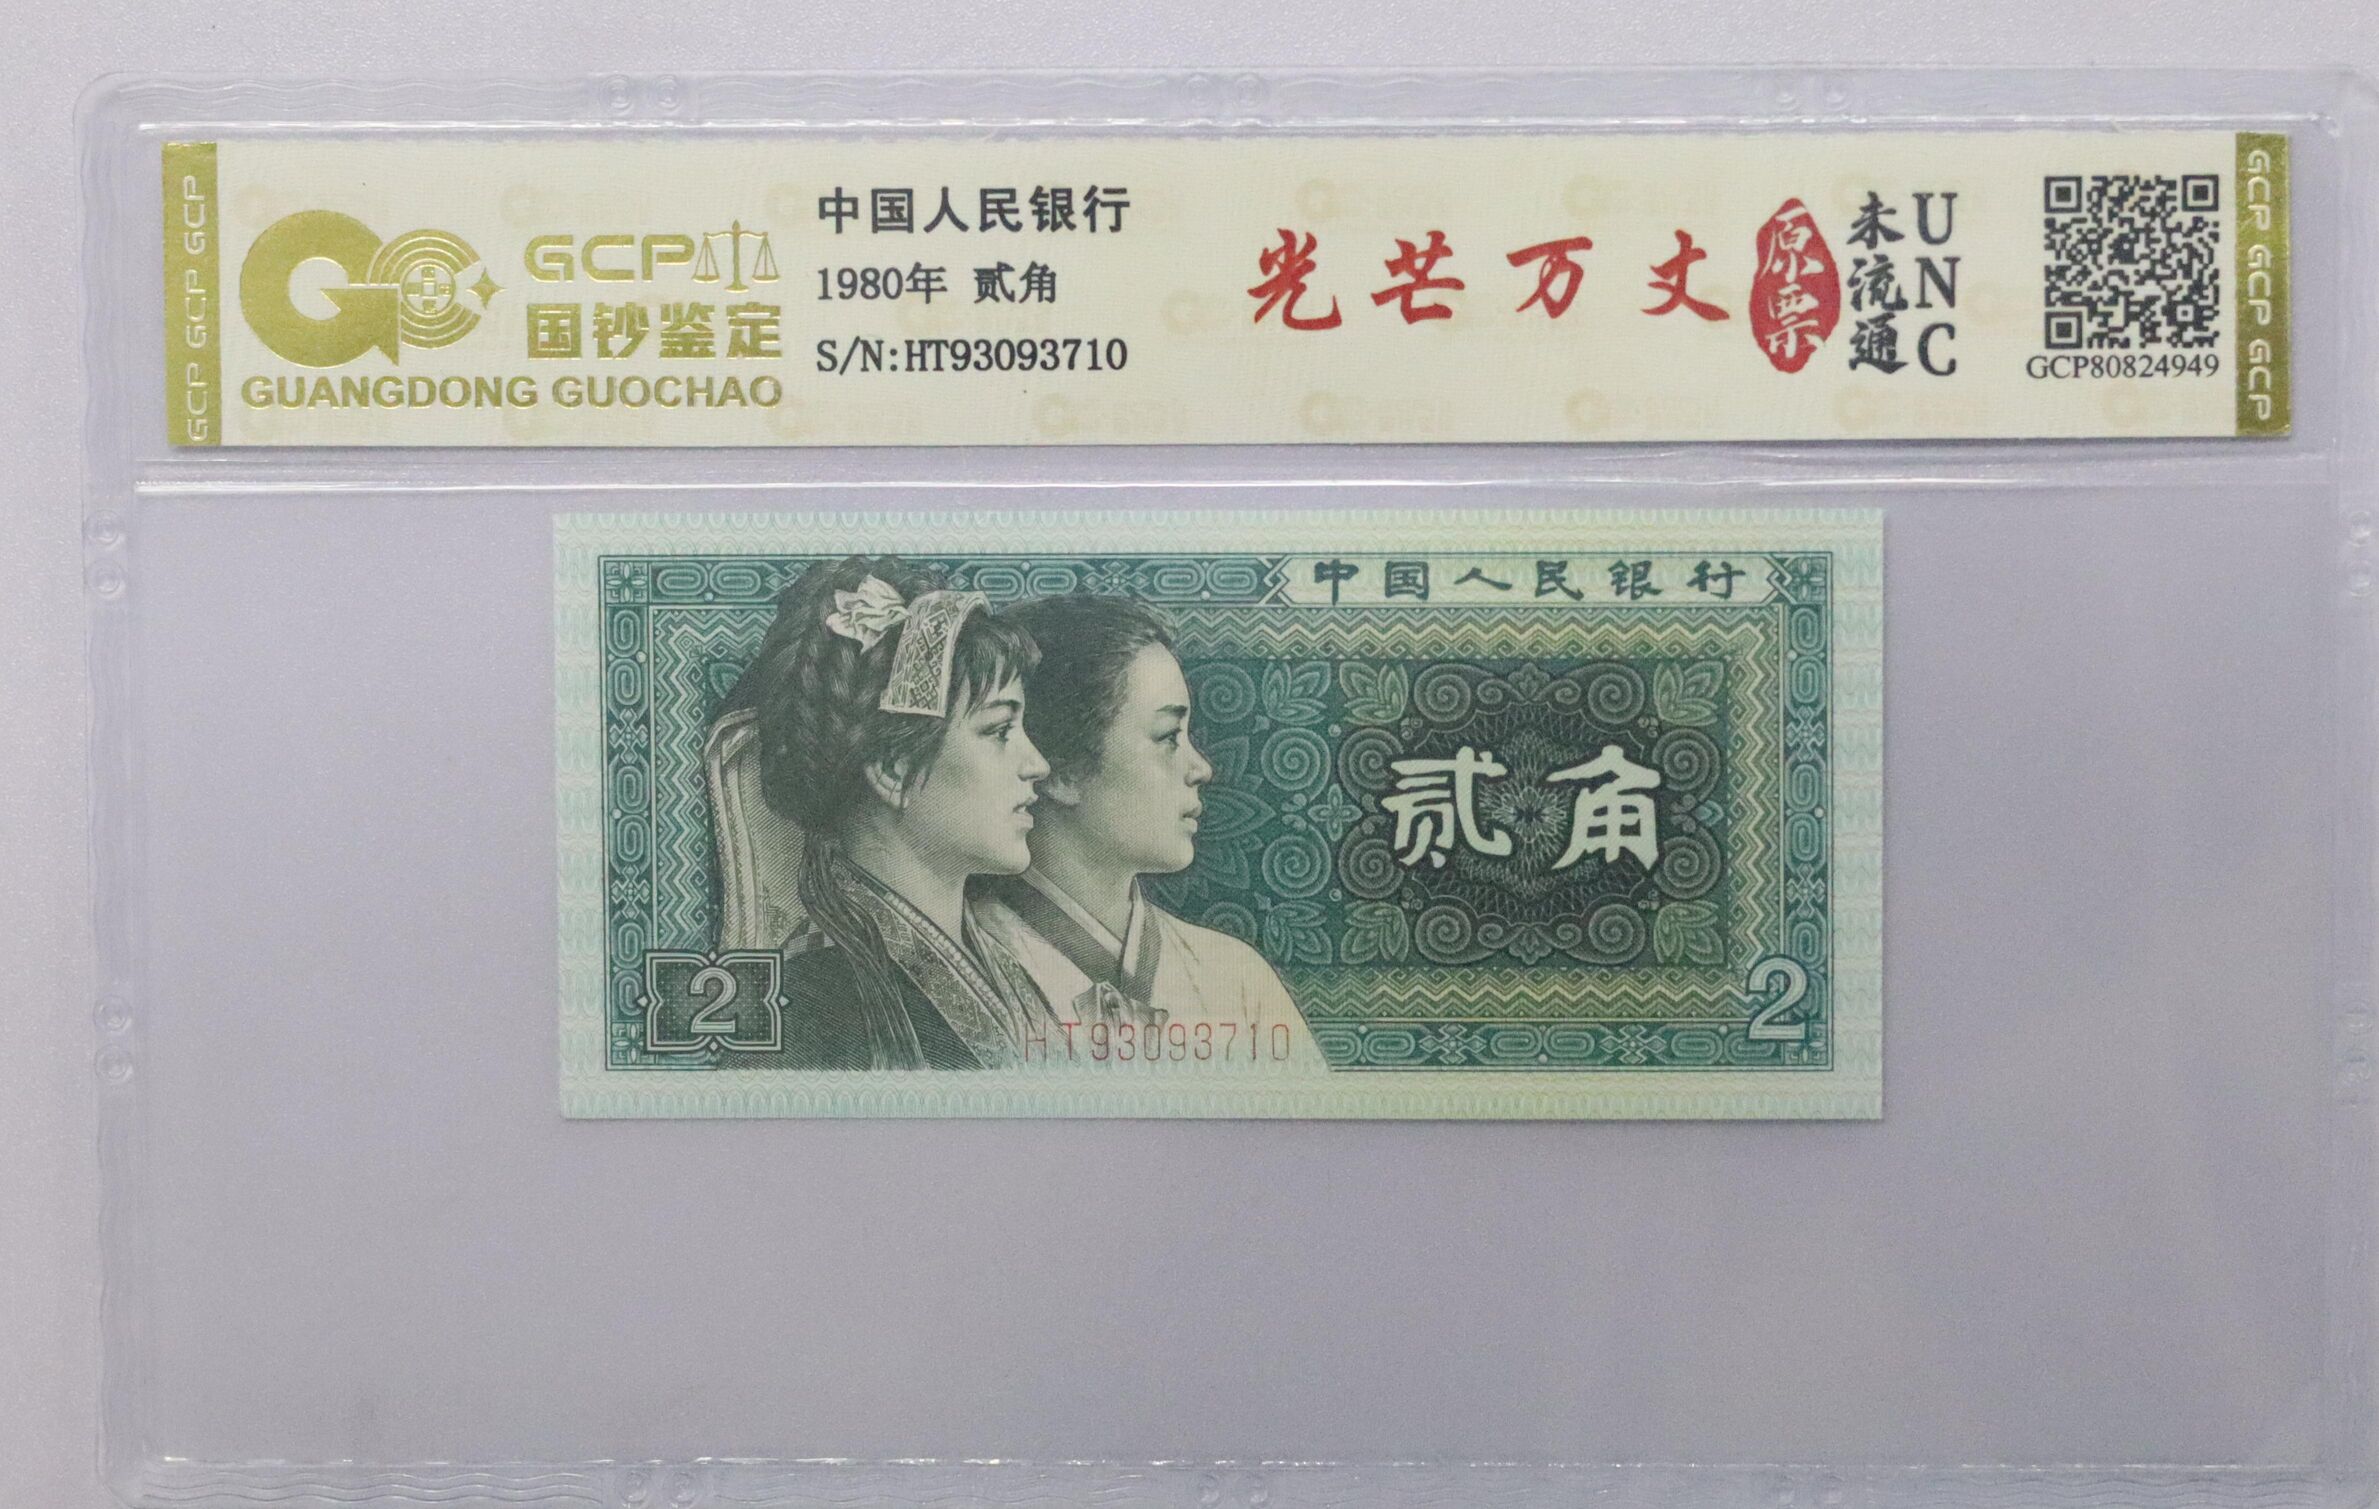 GCP GCP GCP
GCP
国钞鉴定
GUANGDONG GUOCHAO
中国人民银行
1980年 贰角
S/N:HT93093710
光芒万丈
原票
未流通
UNC
GCP80824949
GCP GCP GCP
中国人民银行
贰角
2
HT93093710
2